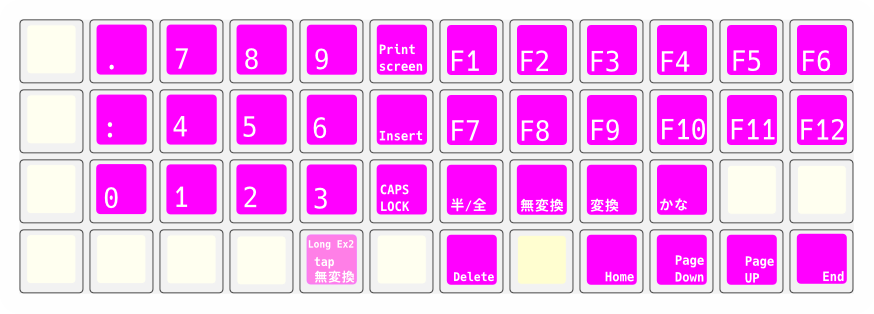 .
7
8
9
Print
screen
F1
F2
F3
F4
F5
F6
:
4
5
6
Insert
F7
F8
F9
F10
F11
F12
0
1
2
3
CAPS
LOCK
半/全
無変換
変換
かな
Long Ex2
tap
無変換
Delete
Home
Page
Down
Page
UP
End